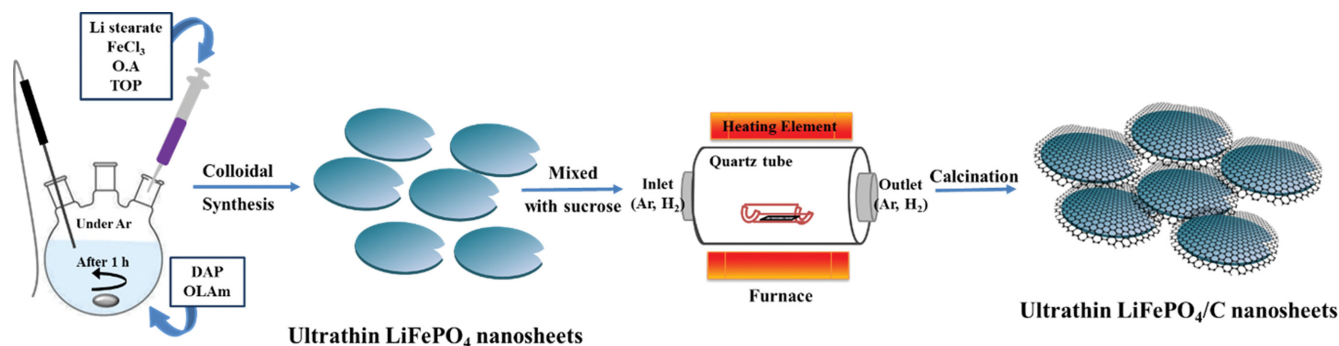 Li stearate
FeCl₃
O.A
TOP
Under Ar
After 1 h
DAP
OLAm
Colloidal
Synthesis
Ultrathin LiFePO₄ nanosheets
Mixed
with sucrose
Heating Element
Quartz tube
Inlet
(Ar, H₂)
Outlet
(Ar, H₂)
Furnace
Calcination
Ultrathin LiFePO₄/C nanosheets